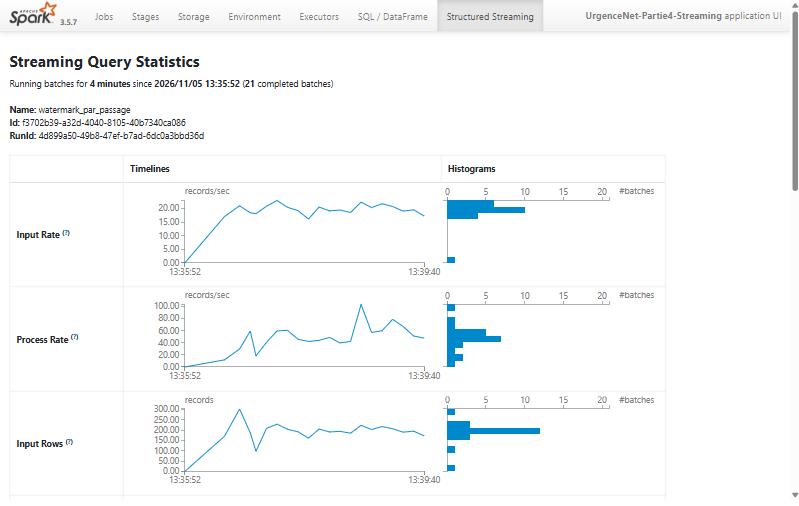 APACHE
Spark 3.5.7 Jobs Stages Storage Environment Executors SQL / DataFrame Structured Streaming UrgenceNet-Partie4-Streaming application UI
Streaming Query Statistics
Running batches for 4 minutes since 2026/11/05 13:35:52 (21 completed batches)
Name: watermark_par_passage
Id: f3702b39-a32d-4040-8105-40b7340ca086
RunId: 4d899a50-49b8-47ef-b7ad-6dc0a3bbd36d
Timelines Histograms
records/sec 0 5 10 15 20 #batches
20.00
15.00
Input Rate (?)
10.00
5.00
0.00
13:35:52 13:39:40
records/sec 0 5 10 15 20 #batches
100.00
80.00
60.00
Process Rate (?)
40.00
20.00
0.00
13:35:52 13:39:40
records 0 5 10 15 20 #batches
300.00
250.00
200.00
Input Rows (?)
150.00
100.00
50.00
0.00
13:35:52 13:39:40